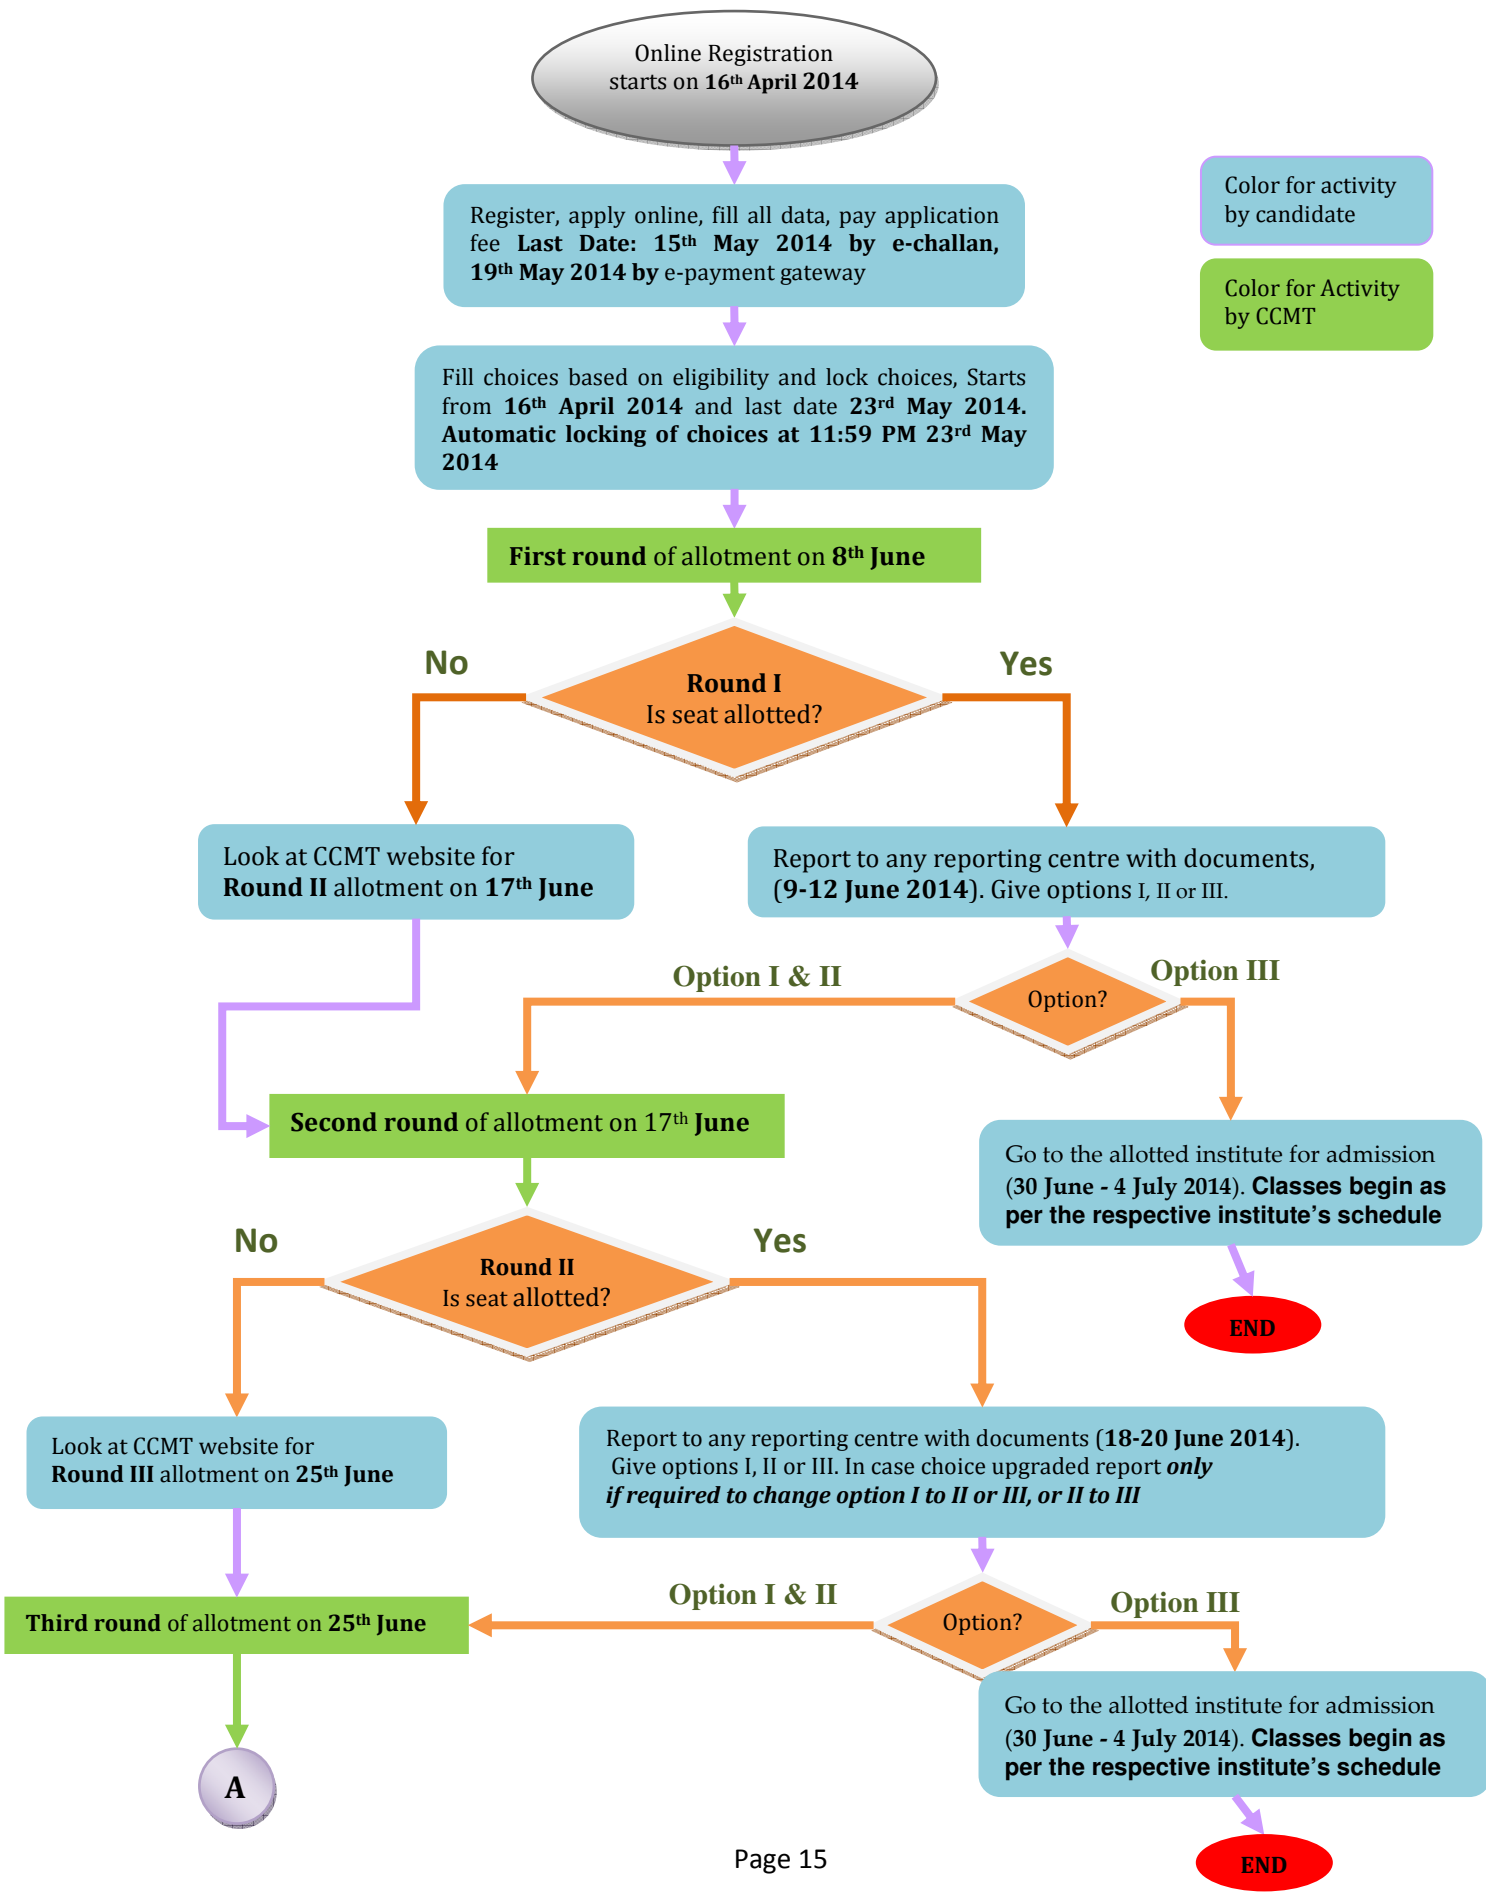 Online Registration
starts on 16th April 2014
Color for activity
by candidate
Color for Activity
by CCMT
Register, apply online, fill all data, pay application
fee Last Date: 15th May 2014 by e-challan,
19th May 2014 by e-payment gateway
Fill choices based on eligibility and lock choices, Starts
from 16th April 2014 and last date 23rd May 2014.
Automatic locking of choices at 11:59 PM 23rd May
2014
First round of allotment on 8th June
No
Yes
Round I
Is seat allotted?
Look at CCMT website for
Round II allotment on 17th June
Report to any reporting centre with documents,
(9-12 June 2014). Give options I, II or III.
Option I & II
Option III
Option?
Second round of allotment on 17th June
Go to the allotted institute for admission
(30 June - 4 July 2014). Classes begin as
per the respective institute’s schedule
No
Yes
Round II
Is seat allotted?
END
Look at CCMT website for
Round III allotment on 25th June
Report to any reporting centre with documents (18-20 June 2014).
Give options I, II or III. In case choice upgraded report only
if required to change option I to II or III, or II to III
Option I & II
Option III
Option?
Third round of allotment on 25th June
Go to the allotted institute for admission
(30 June - 4 July 2014). Classes begin as
per the respective institute’s schedule
A
END
Page 15